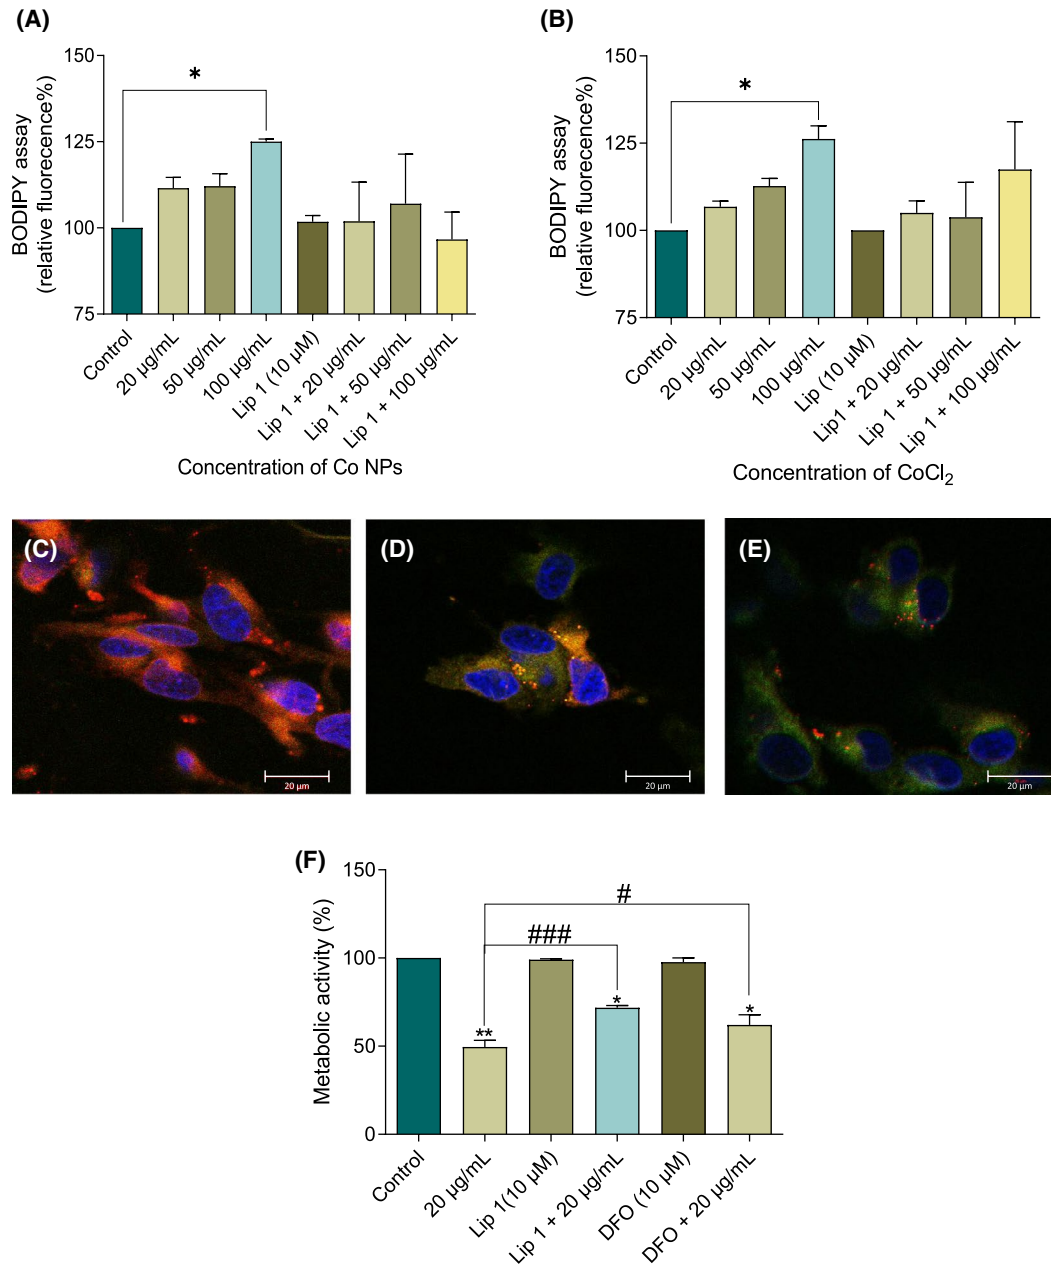 (A)
*
150
125
100
75
BODIPY assay
(relative fluorecence%)
Control
20 µg/mL
50 µg/mL
100 µg/mL
Lip 1 (10 µM)
Lip 1 + 20 µg/mL
Lip 1 + 50 µg/mL
Lip 1 + 100 µg/mL
Concentration of Co NPs
(B)
*
150
125
100
75
BODIPY assay
(relative fluorecence%)
Control
20 µg/mL
50 µg/mL
100 µg/mL
Lip (10 µM)
Lip1 + 20 µg/mL
Lip 1 + 50 µg/mL
Lip 1 + 100 µg/mL
Concentration of CoCl2
(C)
20 µm
(D)
20 µm
(E)
20 µm
(F)
150
100
50
0
Metabolic activity (%)
#
###
**
*
*
Control
20 µg/mL
Lip 1(10 µM)
Lip 1 + 20 µg/mL
DFO (10 µM)
DFO + 20 µg/mL